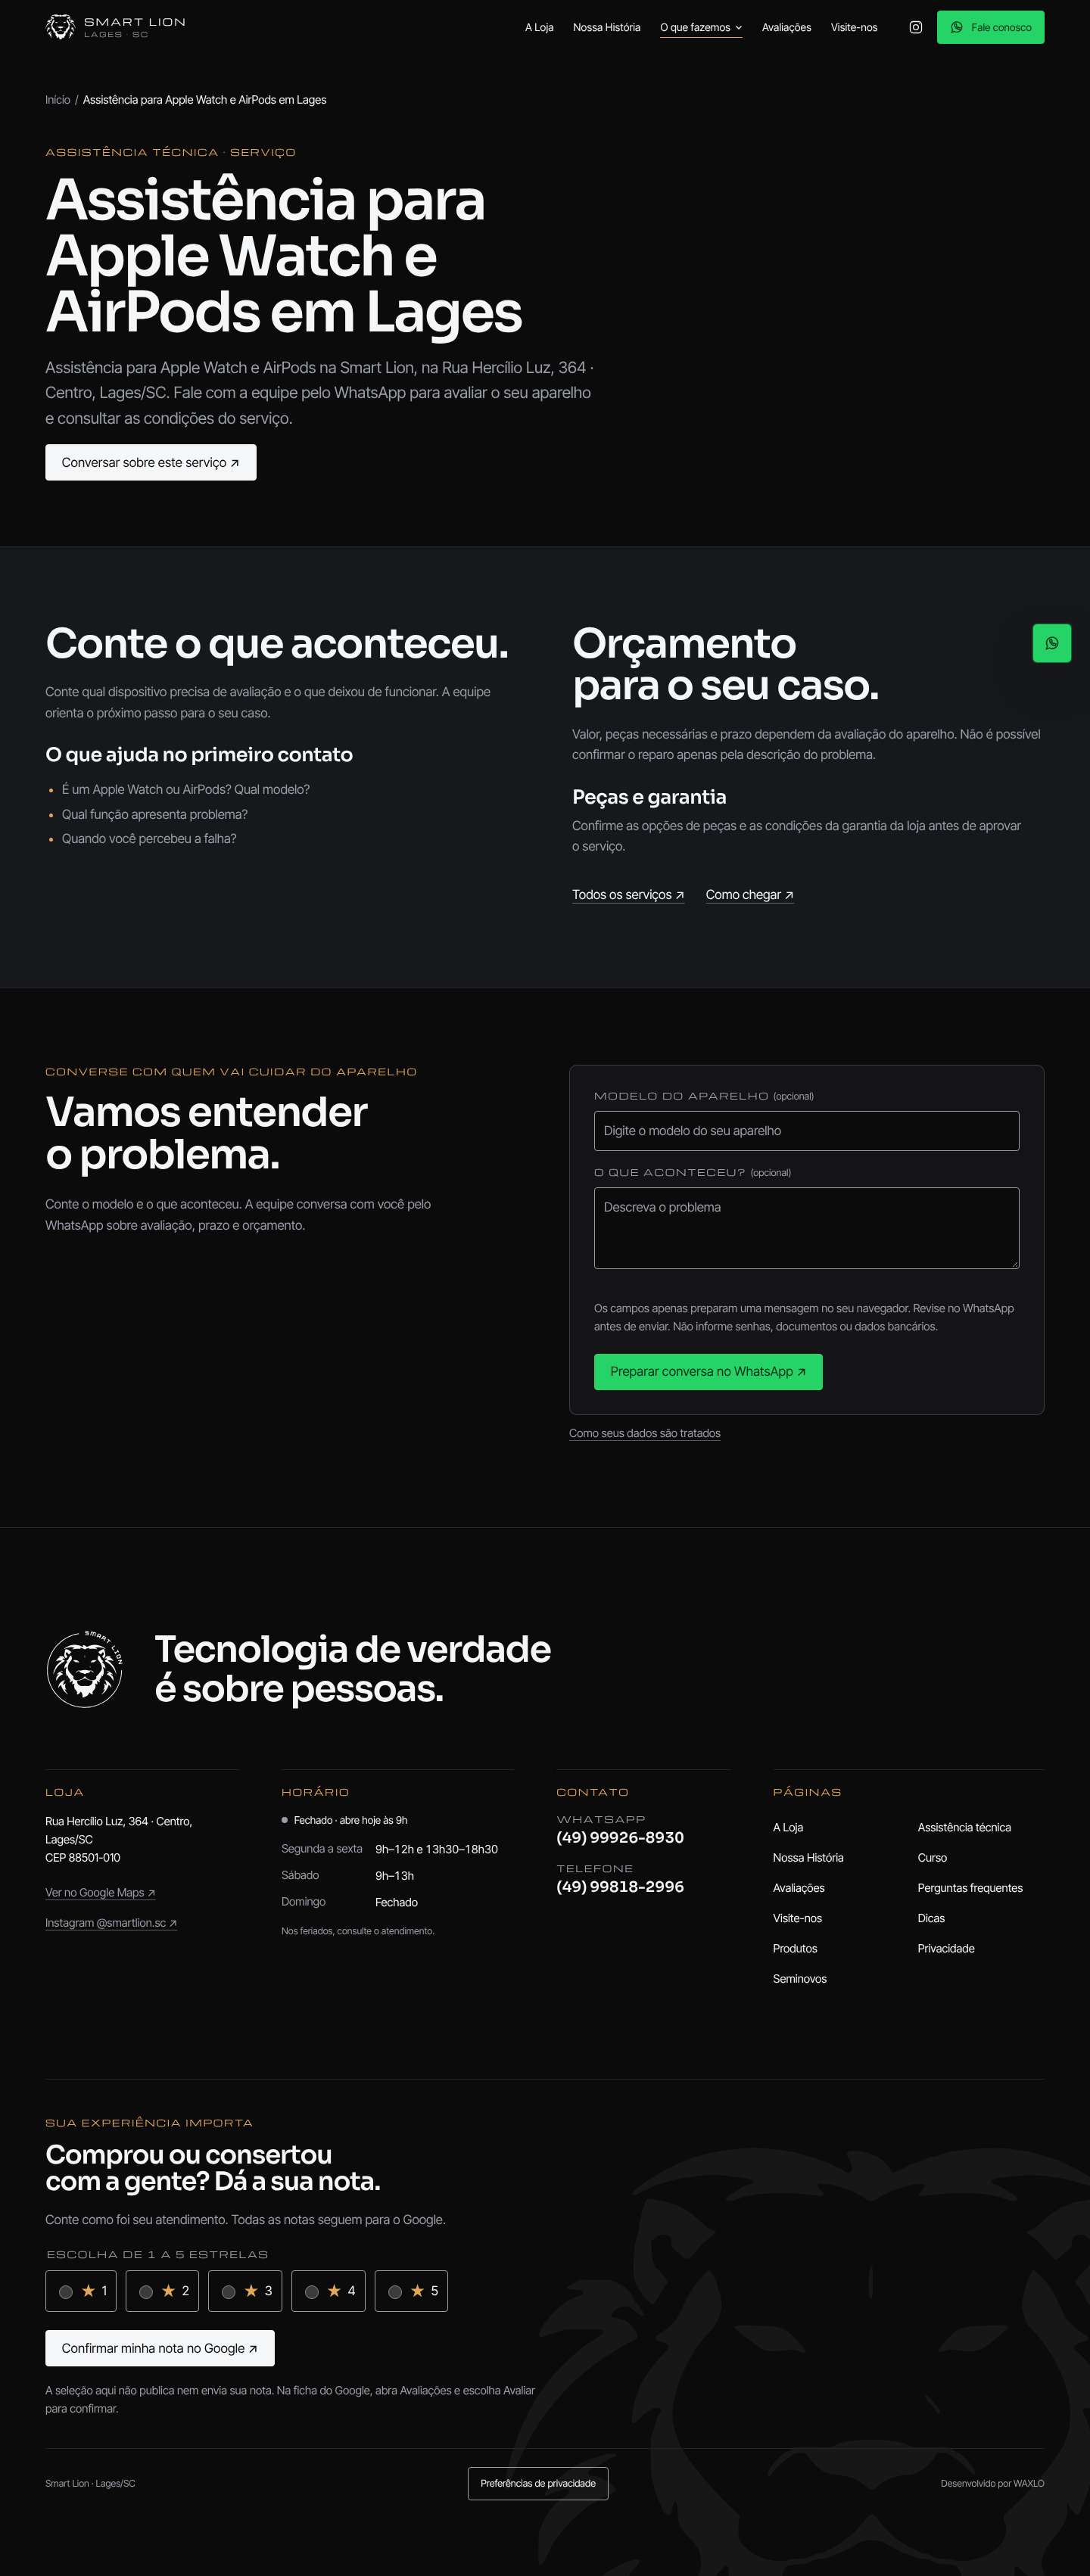 SMART LION
LAGES · SC
A Loja
Nossa História
O que fazemos
Avaliações
Visite-nos
Fale conosco
Início / Assistência para Apple Watch e AirPods em Lages
ASSISTÊNCIA TÉCNICA · SERVIÇO
Assistência para
Apple Watch e
AirPods em Lages
Assistência para Apple Watch e AirPods na Smart Lion, na Rua Hercílio Luz, 364 ·
Centro, Lages/SC. Fale com a equipe pelo WhatsApp para avaliar o seu aparelho
e consultar as condições do serviço.
Conversar sobre este serviço ↗
Conte o que aconteceu.
Conte qual dispositivo precisa de avaliação e o que deixou de funcionar. A equipe
orienta o próximo passo para o seu caso.
O que ajuda no primeiro contato
• É um Apple Watch ou AirPods? Qual modelo?
• Qual função apresenta problema?
• Quando você percebeu a falha?
Orçamento
para o seu caso.
Valor, peças necessárias e prazo dependem da avaliação do aparelho. Não é possível
confirmar o reparo apenas pela descrição do problema.
Peças e garantia
Confirme as opções de peças e as condições da garantia da loja antes de aprovar
o serviço.
Todos os serviços ↗
Como chegar ↗
CONVERSE COM QUEM VAI CUIDAR DO APARELHO
Vamos entender
o problema.
Conte o modelo e o que aconteceu. A equipe conversa com você pelo
WhatsApp sobre avaliação, prazo e orçamento.
MODELO DO APARELHO (opcional)
Digite o modelo do seu aparelho
O QUE ACONTECEU? (opcional)
Descreva o problema
Os campos apenas preparam uma mensagem no seu navegador. Revise no WhatsApp
antes de enviar. Não informe senhas, documentos ou dados bancários.
Preparar conversa no WhatsApp ↗
Como seus dados são tratados
SMART LION
Tecnologia de verdade
é sobre pessoas.
LOJA
Rua Hercílio Luz, 364 · Centro,
Lages/SC
CEP 88501-010
Ver no Google Maps ↗
Instagram @smartlion.sc ↗
HORÁRIO
Fechado · abre hoje às 9h
Segunda a sexta 9h–12h e 13h30–18h30
Sábado 9h–13h
Domingo Fechado
Nos feriados, consulte o atendimento.
CONTATO
WHATSAPP
(49) 99926-8930
TELEFONE
(49) 99818-2996
PÁGINAS
A Loja
Nossa História
Avaliações
Visite-nos
Produtos
Seminovos
Assistência técnica
Curso
Perguntas frequentes
Dicas
Privacidade
SUA EXPERIÊNCIA IMPORTA
Comprou ou consertou
com a gente? Dá a sua nota.
Conte como foi seu atendimento. Todas as notas seguem para o Google.
ESCOLHA DE 1 A 5 ESTRELAS
★ 1 ★ 2 ★ 3 ★ 4 ★ 5
Confirmar minha nota no Google ↗
A seleção aqui não publica nem envia sua nota. Na ficha do Google, abra Avaliações e escolha Avaliar
para confirmar.
Smart Lion · Lages/SC
Preferências de privacidade
Desenvolvido por WAXLO